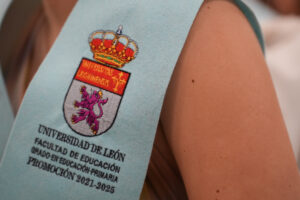 UNIVERSIDAD DE LEÓN
FACULTAD DE EDUCACIÓN
GRADO EN EDUCACIÓN PRIMARIA
PROMOCIÓN 2021-2025